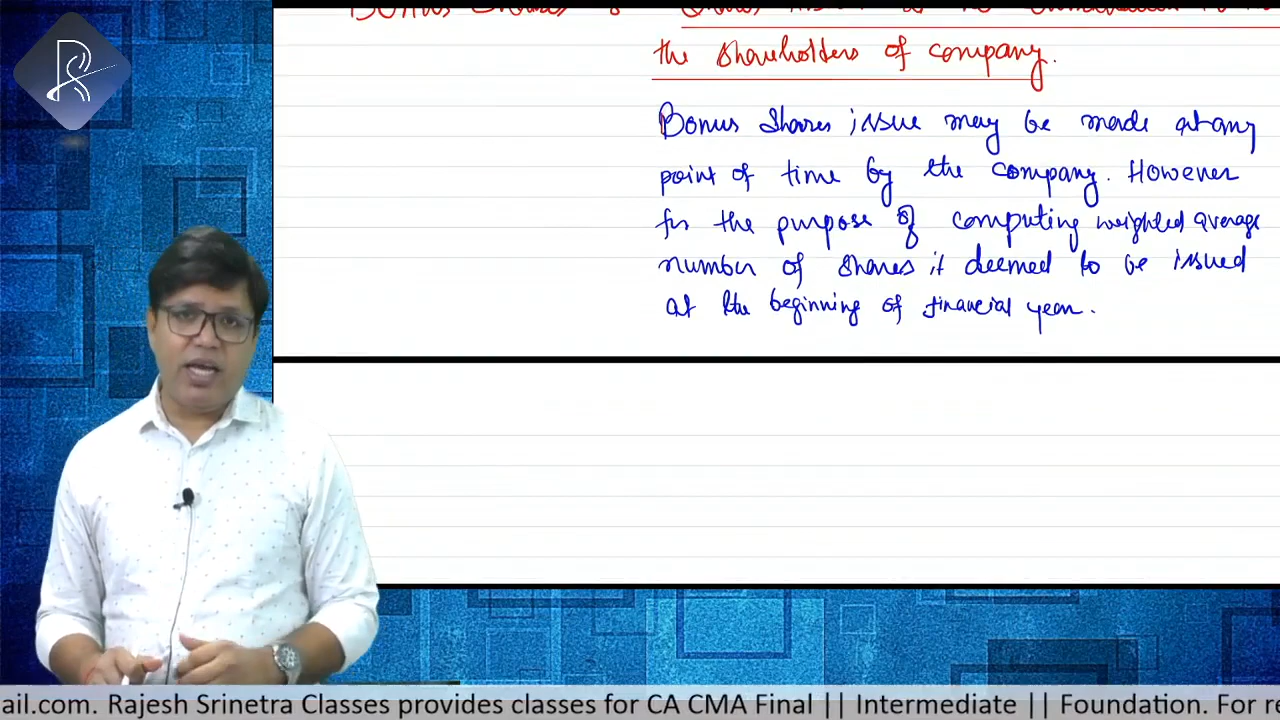 Bonus Shares
the shareholders of company.
Bonus Shares issue may be made at any
point of time by the company. However
for the purpose of computing weighted average
number of shares it deemed to be issued
at the beginning of financial year.
ail.com. Rajesh Srinetra Classes provides classes for CA CMA Final || Intermediate || Foundation. For re